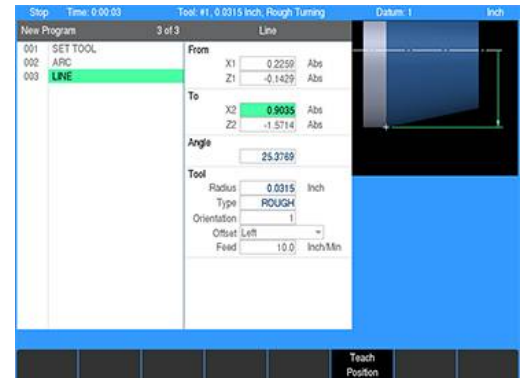 Stop Time: 0:00:03 Tool: #1, 0.0315 Inch, Rough Turning Datum: 1 Inch
New Program 3 of 3 Line
001 SET TOOL
002 ARC
003 LINE
From
X1 0.2259 Abs
Z1 -0.1429 Abs
To
X2 0.9035 Abs
Z2 -1.5714 Abs
Angle
25.3769
Tool
Radius 0.0315 Inch
Type ROUGH
Orientation 1
Offset Left
Feed 10.0 Inch/Min
Teach
Position